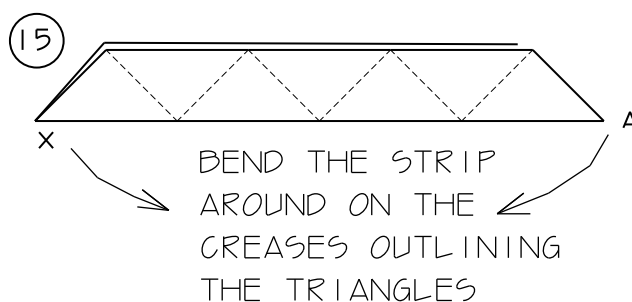 15
X
A
BEND THE STRIP
AROUND ON THE
CREASES OUTLINING
THE TRIANGLES